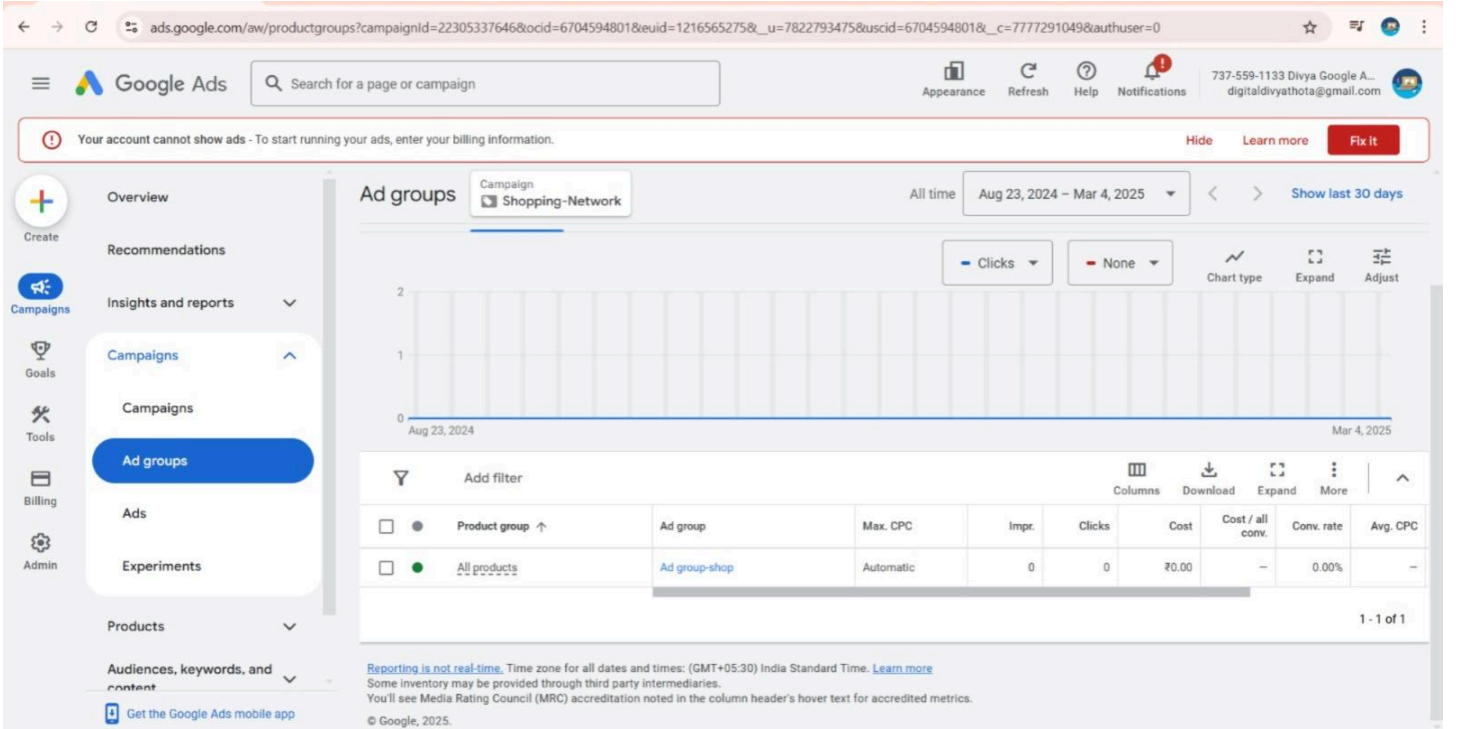 ads.google.com/aw/productgroups?campaignId=22305337646&ocid=6704594801&euid=1216565275&__u=7822793475&uscid=6704594801&__c=7777291049&authuser=0
Google Ads
Search for a page or campaign
Appearance
Refresh
Help
Notifications
737-559-1133 Divya Google A...
digitaldivyathota@gmail.com
Your account cannot show ads - To start running your ads, enter your billing information.
Hide
Learn more
Fix it
Create
Campaigns
Goals
Tools
Billing
Admin
Overview
Recommendations
Insights and reports
Campaigns
Campaigns
Ad groups
Ads
Experiments
Products
Audiences, keywords, and
content
Get the Google Ads mobile app
Ad groups
Campaign
Shopping-Network
All time
Aug 23, 2024 – Mar 4, 2025
Show last 30 days
Clicks
None
Chart type
Expand
Adjust
2
1
0
Aug 23, 2024
Mar 4, 2025
Add filter
Columns
Download
Expand
More
Product group
Ad group
Max. CPC
Impr.
Clicks
Cost
Cost / all
conv.
Conv. rate
Avg. CPC
All products
Ad group-shop
Automatic
0
0
₹0.00
–
0.00%
–
1 - 1 of 1
Reporting is not real-time. Time zone for all dates and times: (GMT+05:30) India Standard Time. Learn more
Some inventory may be provided through third party intermediaries.
You'll see Media Rating Council (MRC) accreditation noted in the column header's hover text for accredited metrics.
© Google, 2025.